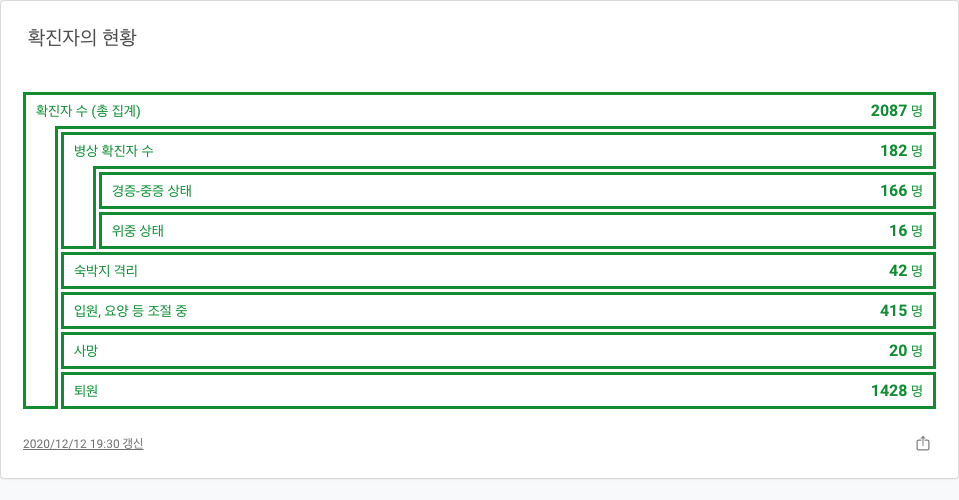 확진자의 현황
확진자 수 (총 집계) 2087 명
병상 확진자 수 182 명
경증-중증 상태 166 명
위중 상태 16 명
숙박지 격리 42 명
입원, 요양 등 조절 중 415 명
사망 20 명
퇴원 1428 명
2020/12/12 19:30 갱신